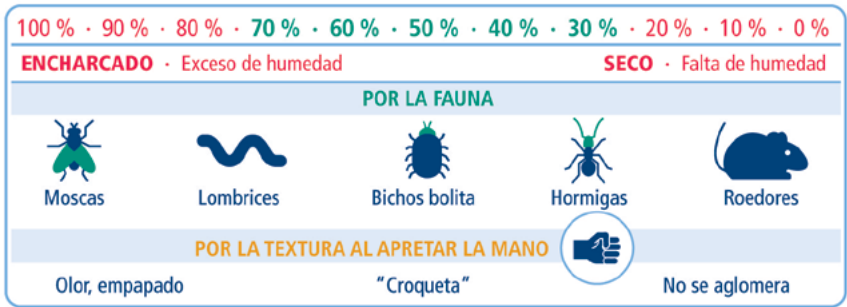 100 % · 90 % · 80 % · 70 % · 60 % · 50 % · 40 % · 30 % · 20 % · 10 % · 0 %
ENCHARCADO · Exceso de humedad SECO · Falta de humedad
POR LA FAUNA
Moscas Lombrices Bichos bolita Hormigas Roedores
POR LA TEXTURA AL APRETAR LA MANO
Olor, empapado "Croqueta" No se aglomera